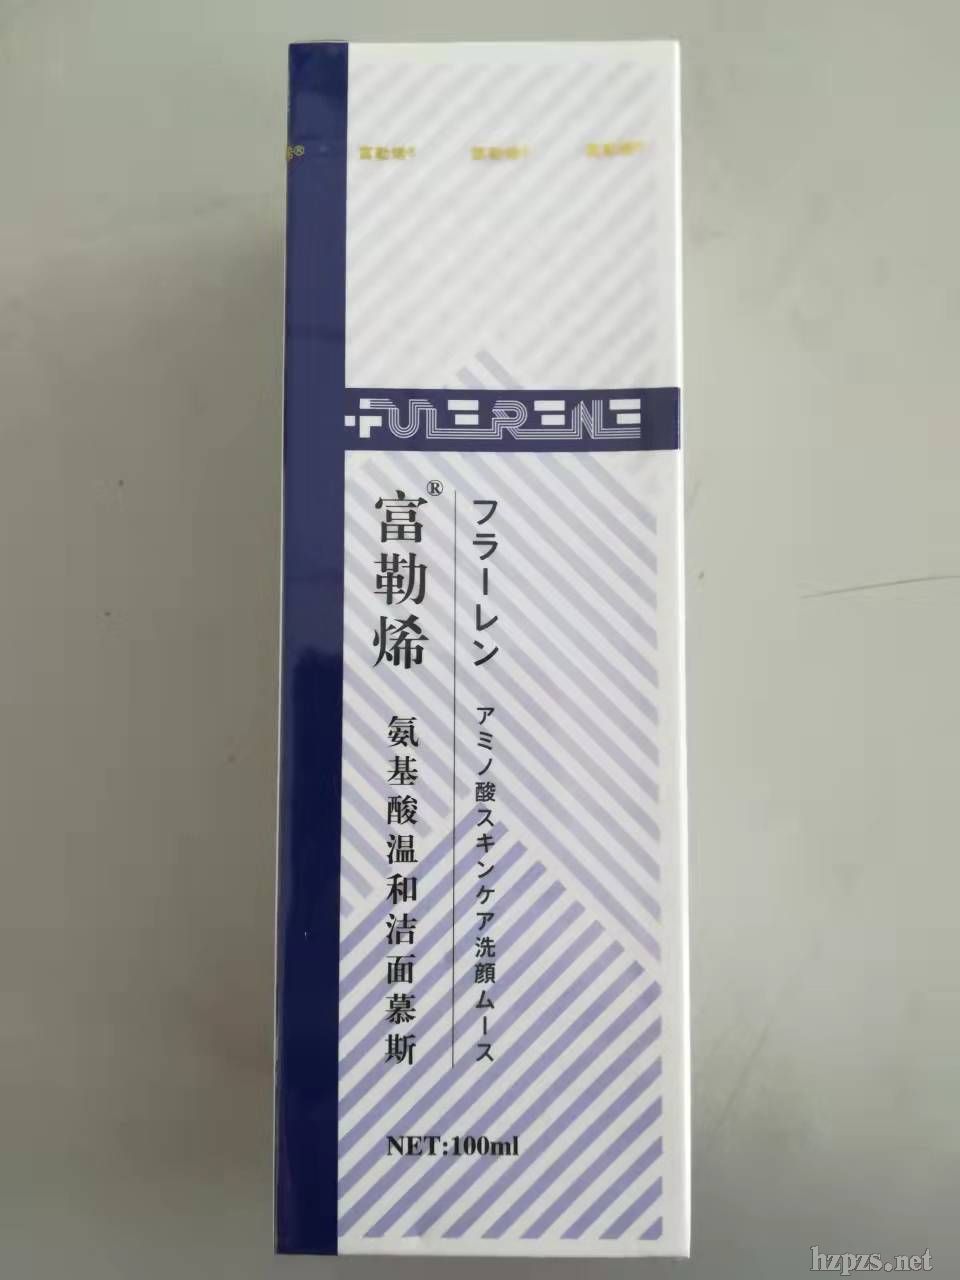 富勒烯® 富勒烯® 富勒烯®
FULERENE
富勒烯®
氨基酸温和洁面慕斯
フラーレン
アミノ酸スキンケア洗顔ムース
NET:100ml
hzpzs.net